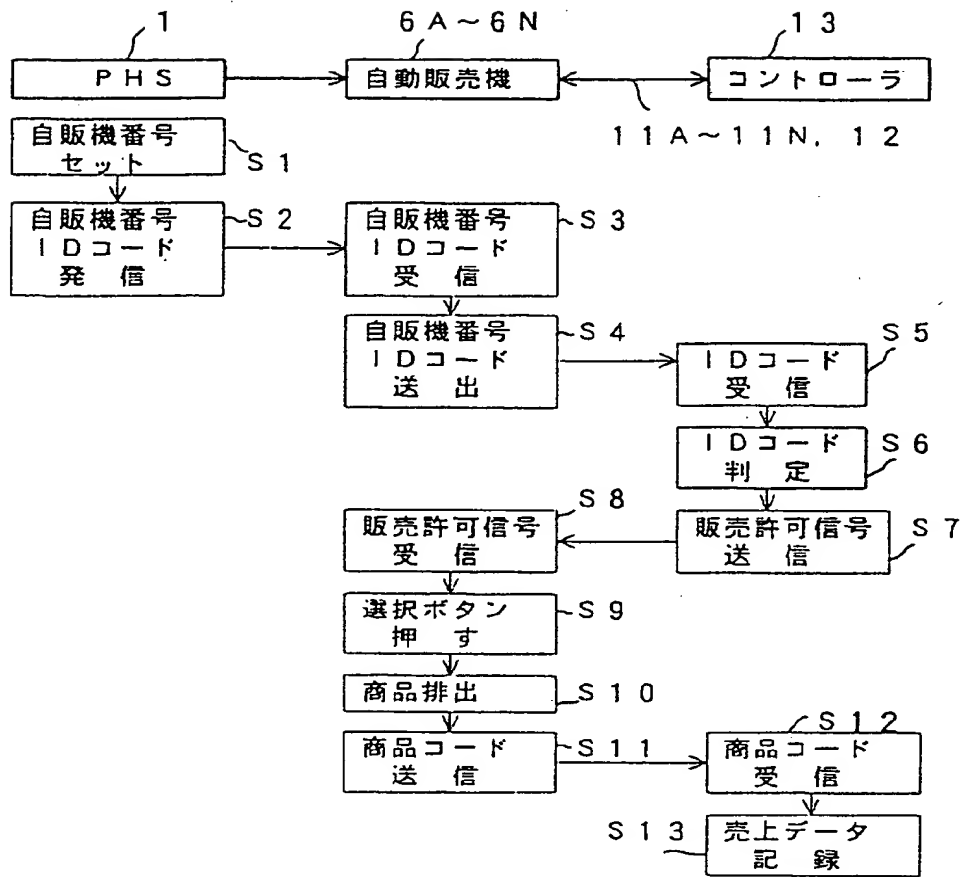 1
6A～6N
13
PHS
自動販売機
コントローラ
11A～11N, 12
自販機番号
セット
S1
自販機番号
IDコード
発信
S2
自販機番号
IDコード
受信
S3
自販機番号
IDコード
送出
S4
IDコード
受信
S5
IDコード
判定
S6
販売許可信号
送信
S7
販売許可信号
受信
S8
選択ボタン
押す
S9
商品排出
S10
商品コード
送信
S11
商品コード
受信
S12
売上データ
記録
S13